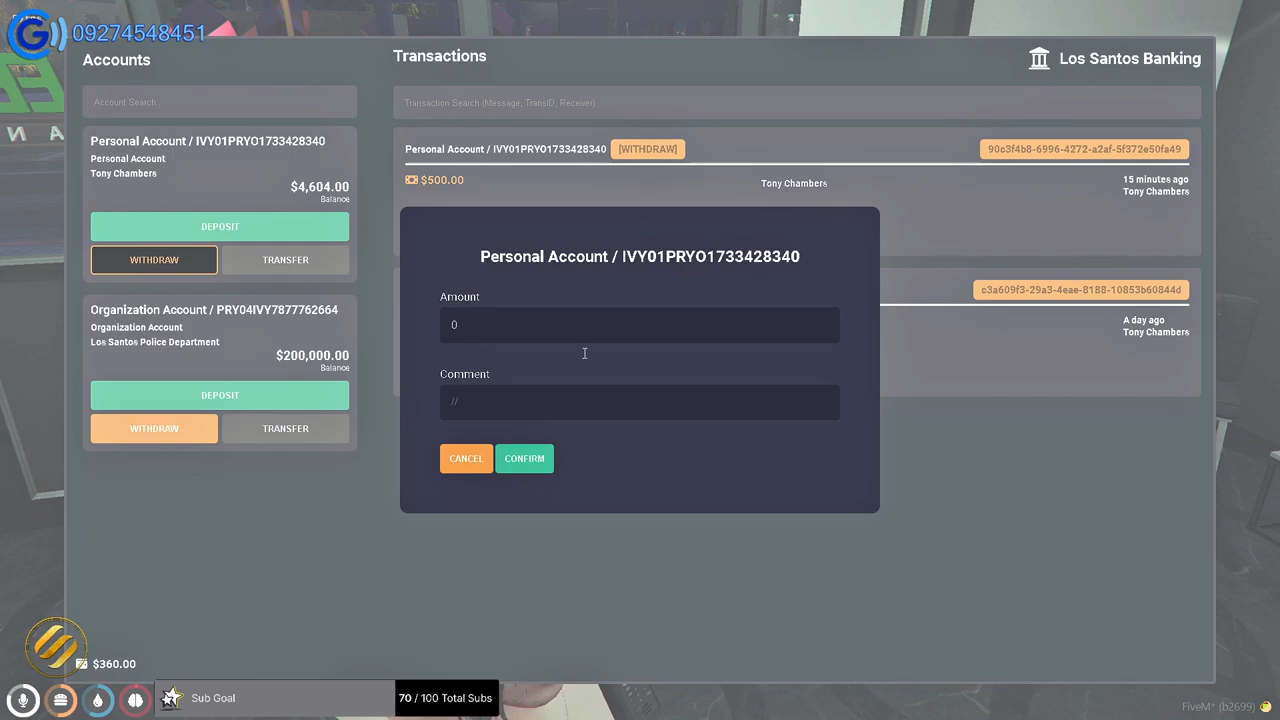 09274548451
Accounts
Transactions
Los Santos Banking
Account Search...
Transaction Search (Message, TransID, Receiver)...
Personal Account / IVY01PRYO1733428340
Personal Account
Tony Chambers
$4,604.00
Balance
DEPOSIT
WITHDRAW
TRANSFER
Organization Account / PRY04IVY7877762664
Organization Account
Los Santos Police Department
$200,000.00
Balance
DEPOSIT
WITHDRAW
TRANSFER
Personal Account / IVY01PRYO1733428340 [WITHDRAW]
90c3f4b8-6996-4272-a2af-5f372e50fa49
$500.00
Tony Chambers
15 minutes ago
Tony Chambers
c3a609f3-29a3-4eae-8188-10853b60844d
A day ago
Tony Chambers
Personal Account / IVY01PRYO1733428340
Amount
0
Comment
//
CANCEL
CONFIRM
$360.00
Sub Goal
70 / 100 Total Subs
FiveM* (b2699)